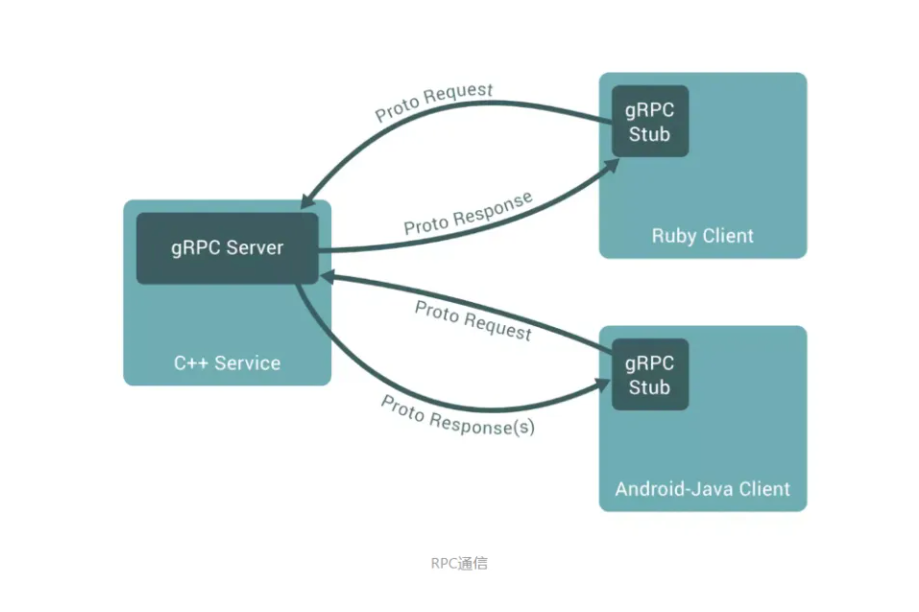 Proto Request
gRPC
Stub
Proto Response
Ruby Client
gRPC Server
C++ Service
Proto Request
gRPC
Stub
Proto Response(s)
Android-Java Client
RPC通信